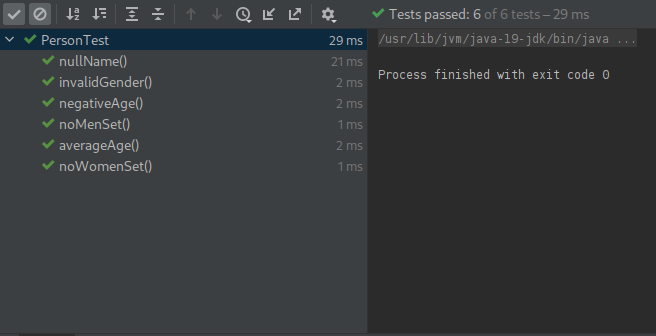 Tests passed: 6 of 6 tests – 29 ms
PersonTest 29 ms
nullName() 21 ms
invalidGender() 2 ms
negativeAge() 2 ms
noMenSet() 1 ms
averageAge() 2 ms
noWomenSet() 1 ms
/usr/lib/jvm/java-19-jdk/bin/java ...
Process finished with exit code 0